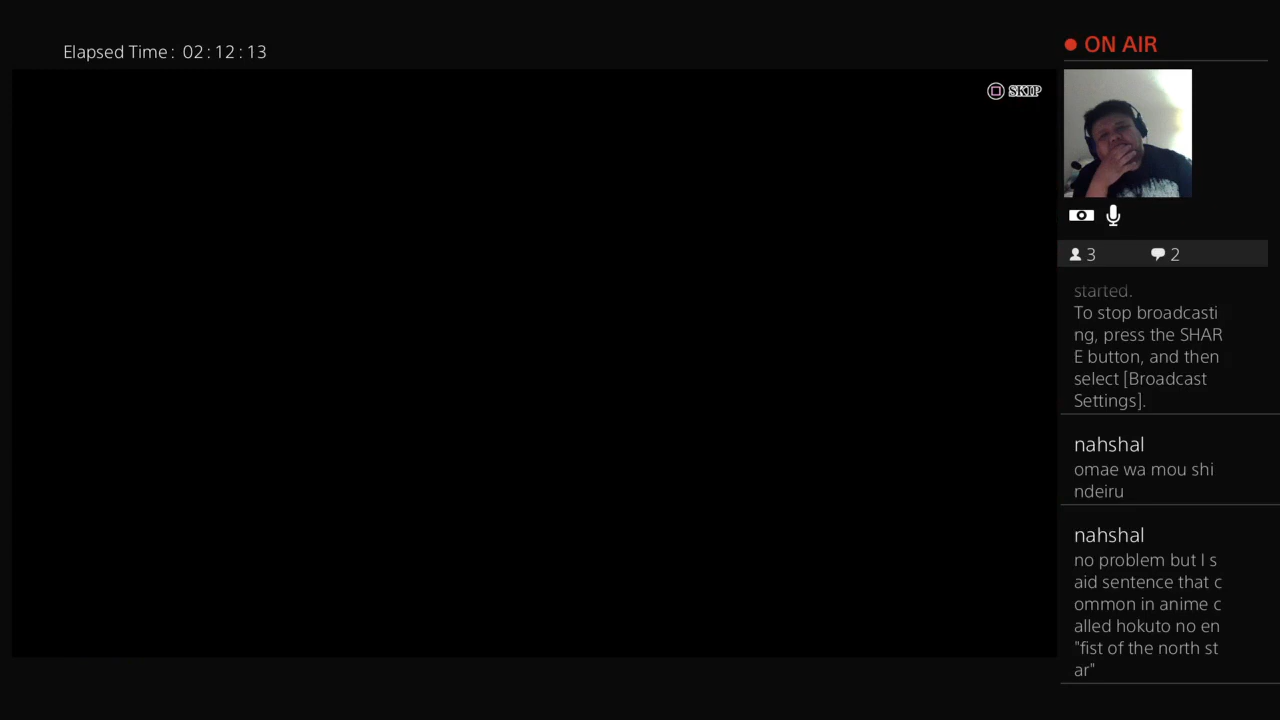 Elapsed Time: 02:12:13
ON AIR
SKIP
3
2
started.
To stop broadcasti
ng, press the SHAR
E button, and then
select [Broadcast
Settings].
nahshal
omae wa mou shi
ndeiru
nahshal
no problem but I s
aid sentence that c
ommon in anime c
alled hokuto no en
"fist of the north st
ar"